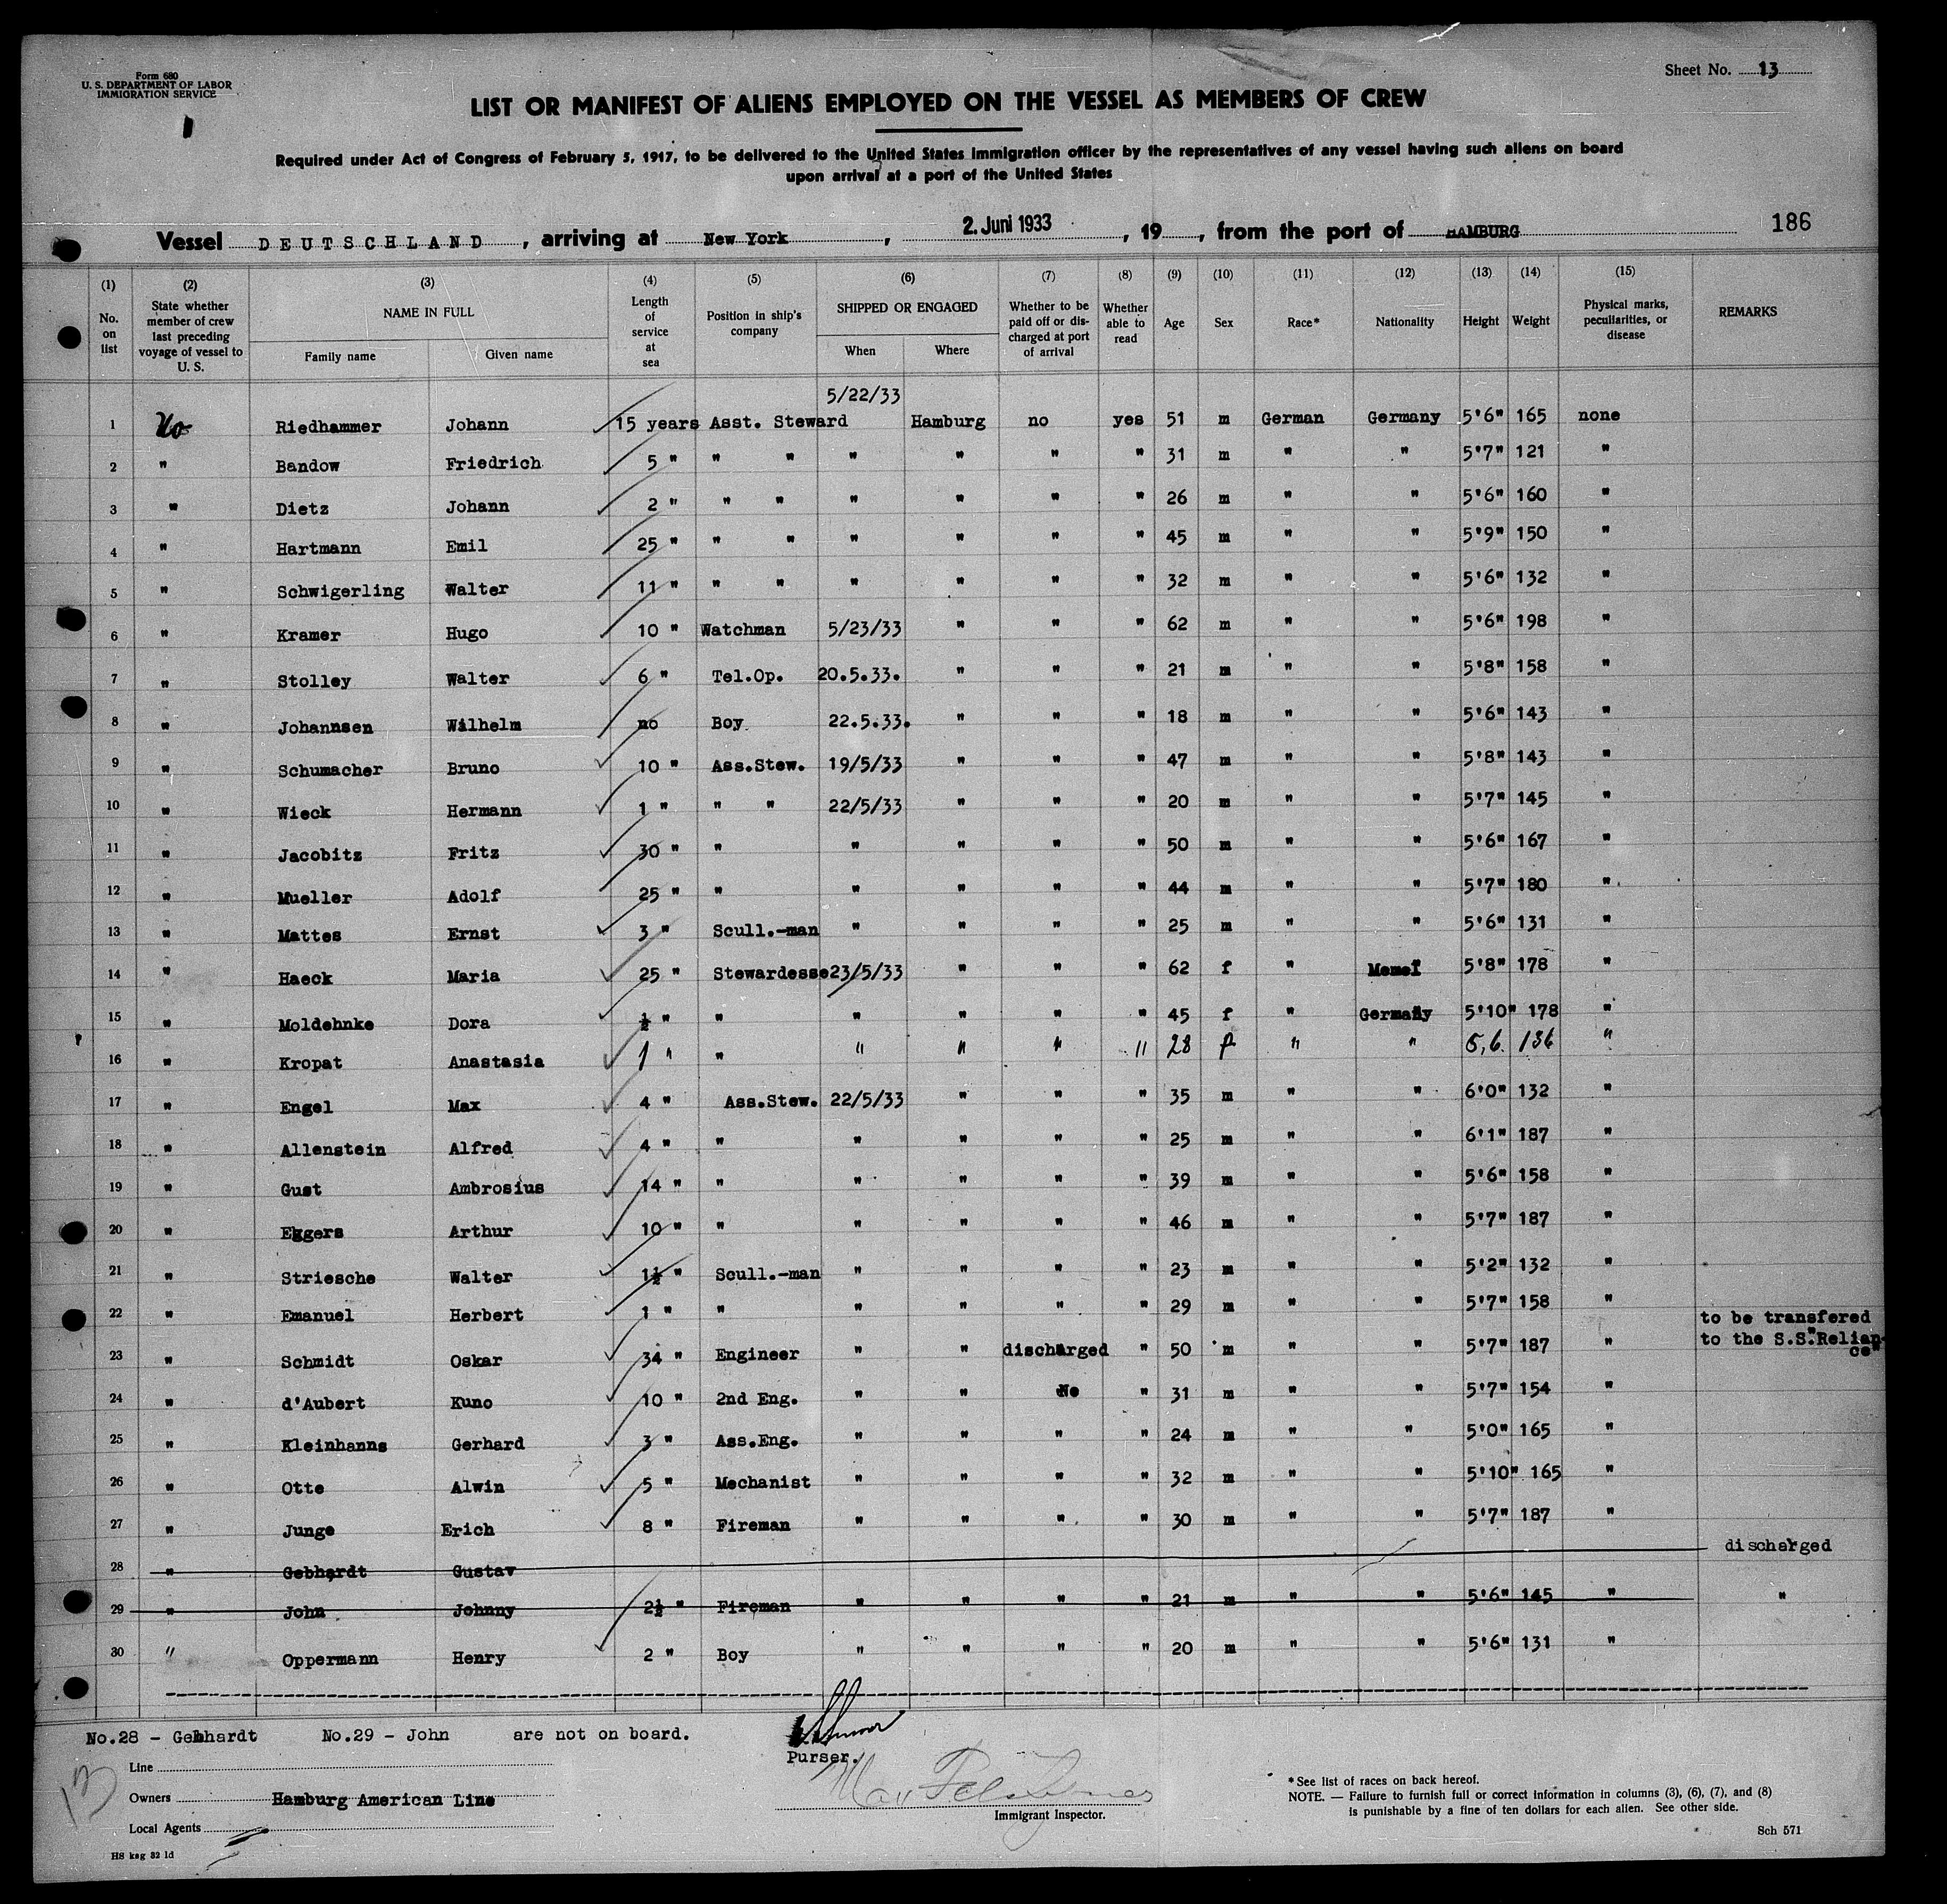 Form 680
U. S. DEPARTMENT OF LABOR
IMMIGRATION SERVICE
Sheet No. 13
LIST OR MANIFEST OF ALIENS EMPLOYED ON THE VESSEL AS MEMBERS OF CREW
Required under Act of Congress of February 5, 1917, to be delivered to the United States Immigration officer by the representatives of any vessel having such aliens on board
upon arrival at a port of the United States
Vessel DEUTSCHLAND, arriving at New York, 2. Juni 1933, 19, from the port of HAMBURG 186
(1) No. on list (2) State whether member of crew last preceding voyage of vessel to U. S. (3) NAME IN FULL Family name Given name (4) Length of service at sea (5) Position in ship's company (6) SHIPPED OR ENGAGED When Where (7) Whether to be paid off or discharged at port of arrival (8) Whether able to read (9) Age (10) Sex (11) Race* (12) Nationality (13) Height (14) Weight (15) Physical marks, peculiarities, or disease REMARKS
5/22/33
1 No Riedhammer Johann 15 years Asst. Steward Hamburg no yes 51 m German Germany 5'6" 165 none
2 " Bandow Friedrich 5 " " " " " " " 31 m " " 5'7" 121 "
3 " Dietz Johann 2 " " " " " " " 26 m " " 5'6" 160 "
4 " Hartmann Emil 25 " " " " " " " 45 m " " 5'9" 150 "
5 " Schwigerling Walter 11 " " " " " " " 32 m " " 5'6" 132 "
6 " Kramer Hugo 10 " Watchman 5/23/33 " " " 62 m " " 5'6" 198 "
7 " Stolley Walter 6 " Tel.Op. 20.5.33. " " " 21 m " " 5'8" 158 "
8 " Johannsen Wilhelm no Boy 22.5.33. " " " 18 m " " 5'6" 143 "
9 " Schumacher Bruno 10 " Ass.Stew. 19/5/33 " " " 47 m " " 5'8" 143 "
10 " Wieck Hermann 1 " " " 22/5/33 " " " 20 m " " 5'7" 145 "
11 " Jacobitz Fritz 30 " " " " " " 50 m " " 5'6" 167 "
12 " Mueller Adolf 25 " " " " " " 44 m " " 5'7" 180 "
13 " Mattes Ernst 3 " Scull.-man " " " " 25 m " " 5'6" 131 "
14 " Haeck Maria 25 " Stewardesse 23/5/33 " " " 62 f " Memel 5'8" 178 "
15 " Moldehnke Dora ½ " " " " " " 45 f " Germany 5'10" 178 "
16 " Kropat Anastasia 1 " " " " " " 28 f " " 5,6. 136 "
17 " Engel Max 4 " Ass.Stew. 22/5/33 " " " 35 m " " 6'0" 132 "
18 " Allenstein Alfred 4 " " " " " " 25 m " " 6'1" 187 "
19 " Gust Ambrosius 14 " " " " " " 39 m " " 5'6" 158 "
20 " Eggers Arthur 10 " " " " " " 46 m " " 5'7" 187 "
21 " Striesche Walter 1½ " Scull.-man " " " " 23 m " " 5'2" 132 "
22 " Emanuel Herbert 1 " " " " " " 29 m " " 5'7" 158 "
to be transfered
to the S.S."Relian-
ce"
23 " Schmidt Oskar 34 " Engineer " " discharged " 50 m " " 5'7" 187 "
24 " d'Aubert Kuno 10 " 2nd Eng. " " No " 31 m " " 5'7" 154 "
25 " Kleinhanns Gerhard 3 " Ass.Eng. " " " " 24 m " " 5'0" 165 "
26 " Otte Alwin 5 " Mechanist " " " " 32 m " " 5'10" 165 "
27 " Junge Erich 8 " Fireman " " " " 30 m " " 5'7" 187 "
28 " Gebhardt Gustav discharged
29 " John Johnny 2½ " Fireman " " " " 21 m " " 5'6" 145 " "
30 " Oppermann Henry 2 " Boy " " " " 20 m " " 5'6" 131 "
No.28 - Gebhardt No.29 - John are not on board.
Purser.
Line
Owners Hamburg American Line
Local Agents
Immigrant Inspector.
* See list of races on back hereof.
NOTE. — Failure to furnish full or correct information in columns (3), (6), (7), and (8)
is punishable by a fine of ten dollars for each alien. See other side.
Sch 571
HS kag 32 1d